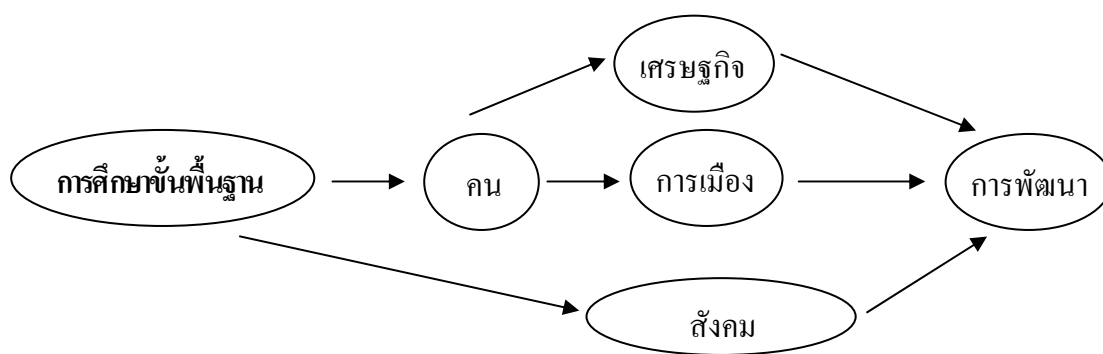 เศรษฐกิจ
การศึกษาขั้นพื้นฐาน
คน
การเมือง
การพัฒนา
สังคม